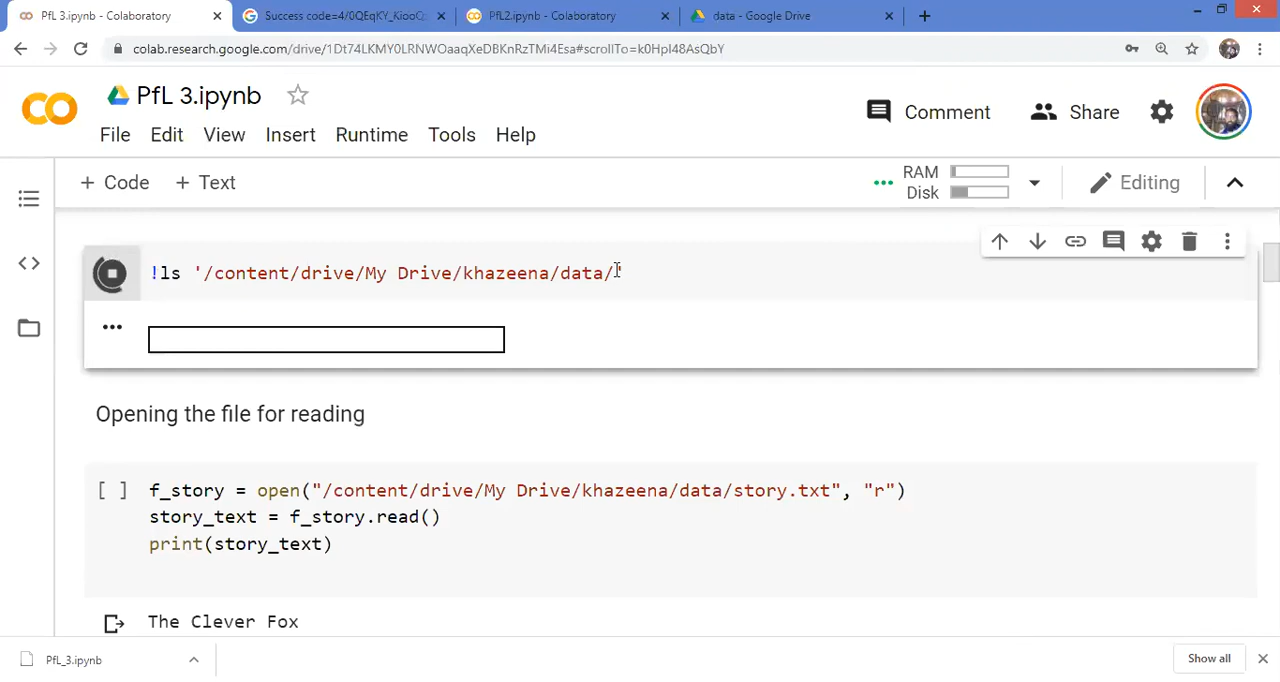 PfL 3.ipynb - Colaboratory
Success code=4/0QEqKY_KiooC
PfL2.ipynb - Colaboratory
data - Google Drive
colab.research.google.com/drive/1Dt74LKMY0LRNWOaaqXeDBKnRzTMi4Esa#scrollTo=k0HpI48AsQbY
PfL 3.ipynb
Comment
Share
File Edit View Insert Runtime Tools Help
+ Code + Text
RAM
Disk
Editing
!ls '/content/drive/My Drive/khazeena/data/'
Opening the file for reading
[ ] f_story = open("/content/drive/My Drive/khazeena/data/story.txt", "r")
story_text = f_story.read()
print(story_text)
The Clever Fox
PfL_3.ipynb
Show all